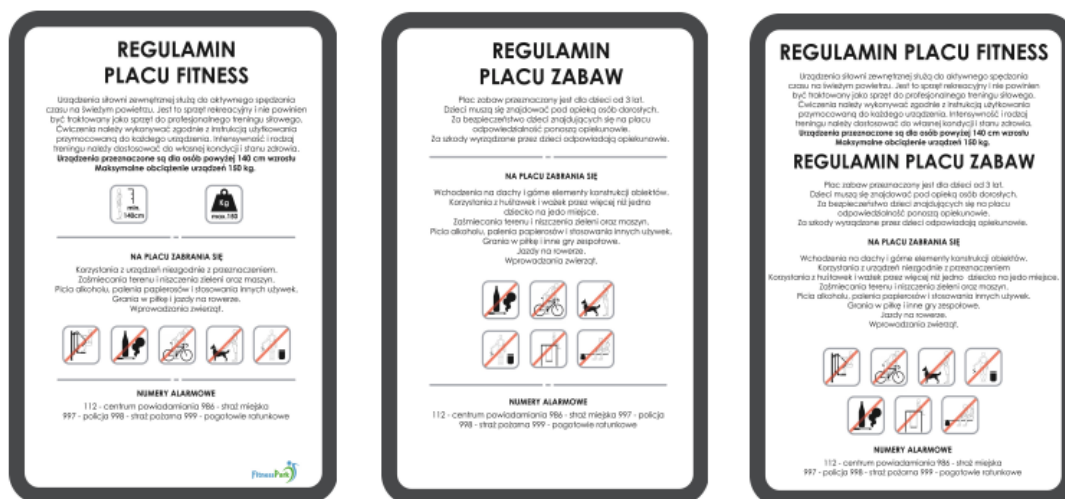 REGULAMIN
PLACU FITNESS
Urządzenia siłowni zewnętrznej służą do aktywnego spędzania
czasu na świeżym powietrzu. Jest to sprzęt rekreacyjny i nie powinien
być traktowany jako sprzęt do profesjonalnego treningu siłowego.
Ćwiczenia należy wykonywać zgodnie z instrukcją użytkowania
przymocowaną do każdego urządzenia. Intensywność i rodzaj
treningu należy dostosować do własnej kondycji i stanu zdrowia.
Urządzenia przeznaczone są dla osób powyżej 140 cm wzrostu
Maksymalne obciążenie urządzeń 150 kg.
min.
140cm
Kg
max.150
NA PLACU ZABRANIA SIĘ
Korzystania z urządzeń niezgodnie z przeznaczeniem.
Zaśmiecania terenu i niszczenia zieleni oraz maszyn.
Picia alkoholu, palenia papierosów i stosowania innych używek.
Grania w piłkę i jazdy na rowerze.
Wprowadzania zwierząt.
NUMERY ALARMOWE
112 - centrum powiadamiania 986 - straż miejska
997 - policja 998 - straż pożarna 999 - pogotowie ratunkowe
FitnessPark
REGULAMIN
PLACU ZABAW
Plac zabaw przeznaczony jest dla dzieci od 3 lat.
Dzieci muszą się znajdować pod opieką osób dorosłych.
Za bezpieczeństwo dzieci znajdujących się na placu
odpowiedzialność ponoszą opiekunowie.
Za szkody wyrządzone przez dzieci odpowiadają opiekunowie.
NA PLACU ZABRANIA SIĘ
Wchodzenia na dachy i górne elementy konstrukcji obiektów.
Korzystania z huśtawek i ważek przez więcej niż jedno
dziecko na jedo miejsce.
Zaśmiecania terenu i niszczenia zieleni oraz maszyn.
Picia alkoholu, palenia papierosów i stosowania innych używek.
Grania w piłkę i inne gry zespołowe.
Jazdy na rowerze.
Wprowadzania zwierząt.
NUMERY ALARMOWE
112 - centrum powiadamiania 986 - straż miejska 997 - policja
998 - straż pożarna 999 - pogotowie ratunkowe
REGULAMIN PLACU FITNESS
Urządzenia siłowni zewnętrznej służą do aktywnego spędzania
czasu na świeżym powietrzu. Jest to sprzęt rekreacyjny i nie powinien
być traktowany jako sprzęt do profesjonalnego treningu siłowego.
Ćwiczenia należy wykonywać zgodnie z instrukcją użytkowania
przymocowaną do każdego urządzenia. Intensywność i rodzaj
treningu należy dostosować do własnej kondycji i stanu zdrowia.
Urządzenia przeznaczone są dla osób powyżej 140 cm wzrostu
Maksymalne obciążenie urządzeń 150 kg.
REGULAMIN PLACU ZABAW
Plac zabaw przeznaczony jest dla dzieci od 3 lat.
Dzieci muszą się znajdować pod opieką osób dorosłych.
Za bezpieczeństwo dzieci znajdujących się na placu
odpowiedzialność ponoszą opiekunowie.
Za szkody wyrządzone przez dzieci odpowiadają opiekunowie.
NA PLACU ZABRANIA SIĘ
Wchodzenia na dachy i górne elementy konstrukcji obiektów.
Korzystania z urządzeń niezgodnie z przeznaczeniem
Korzystania z huśtawek i ważek przez więcej niż jedno dziecko na jedo miejsce.
Zaśmiecania terenu i niszczenia zieleni oraz maszyn.
Picia alkoholu, palenia papierosów i stosowania innych używek.
Grania w piłkę i inne gry zespołowe.
Jazdy na rowerze.
Wprowadzania zwierząt.
NUMERY ALARMOWE
112 - centrum powiadamiania 986 - straż miejska
997 - policja 998 - straż pożarna 999 - pogotowie ratunkowe